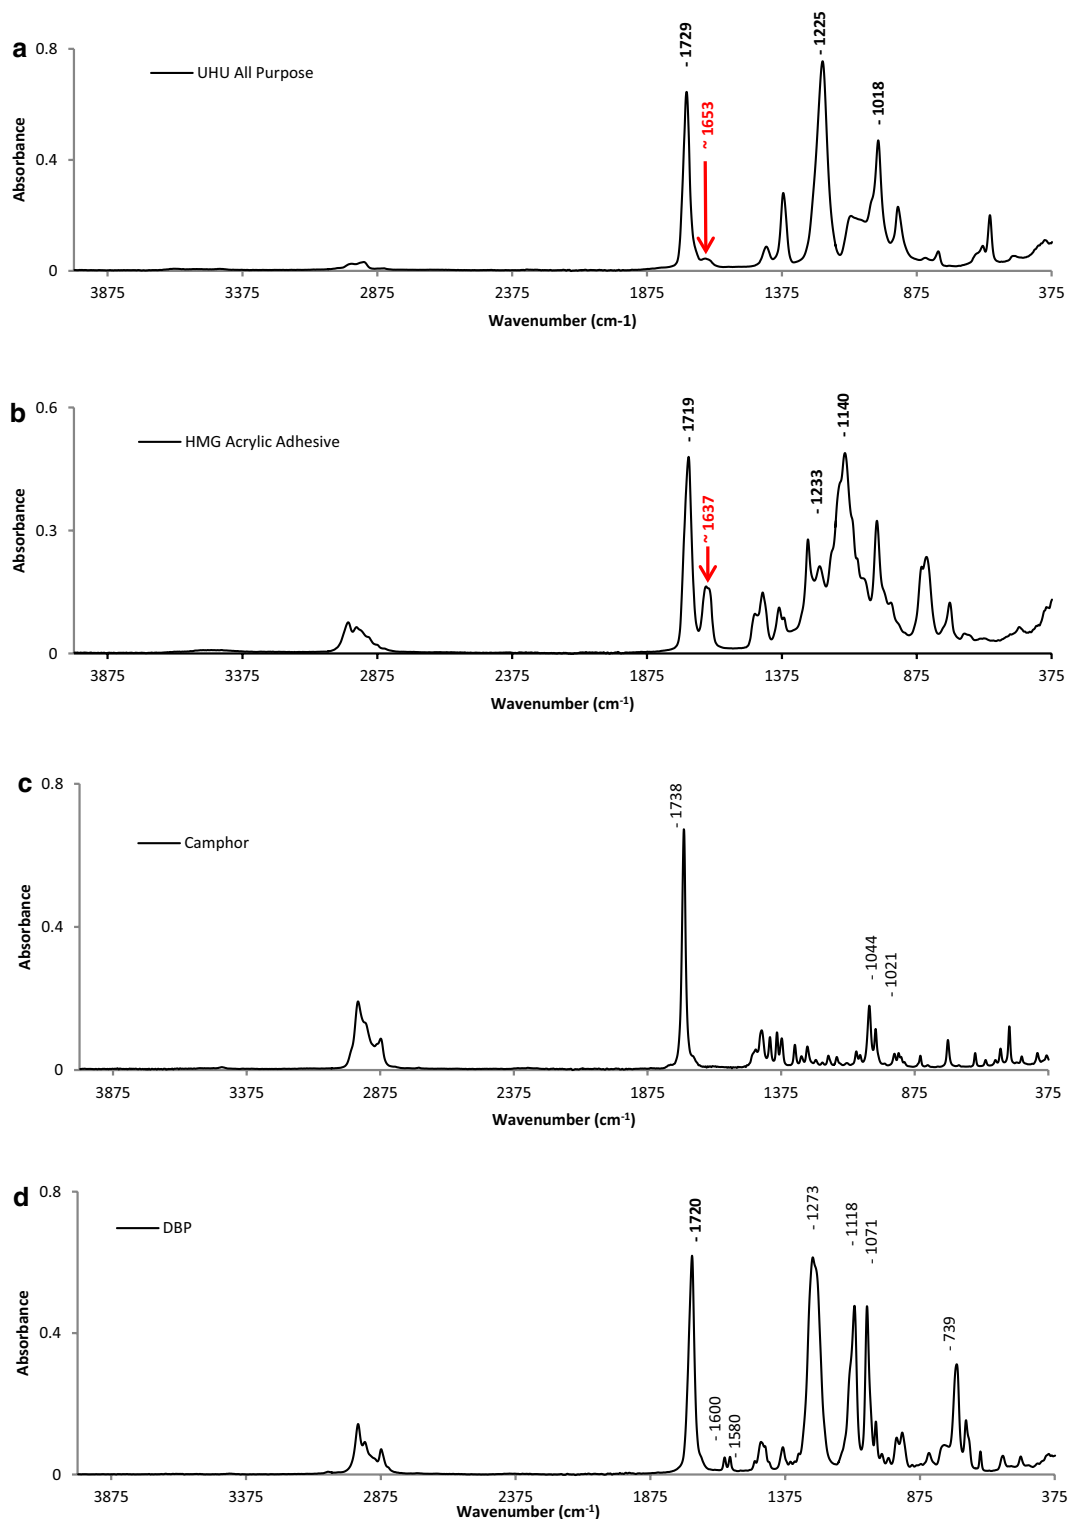 a
- 1729
- 1225
0.8
UHU All Purpose
- 1018
~ 1653
Absorbance
0.4
0
3875 3375 2875 2375 1875 1375 875 375
Wavenumber (cm-1)
b
0.6
- 1719
- 1140
HMG Acrylic Adhesive
- 1233
~ 1637
Absorbance
0.3
0
3875 3375 2875 2375 1875 1375 875 375
Wavenumber (cm-1)
c
0.8
- 1738
Camphor
Absorbance
0.4
- 1044
- 1021
0
3875 3375 2875 2375 1875 1375 875 375
Wavenumber (cm-1)
d
0.8
- 1720
- 1273
- 1118
- 1071
DBP
Absorbance
0.4
- 739
- 1600
- 1580
0
3875 3375 2875 2375 1875 1375 875 375
Wavenumber (cm-1)